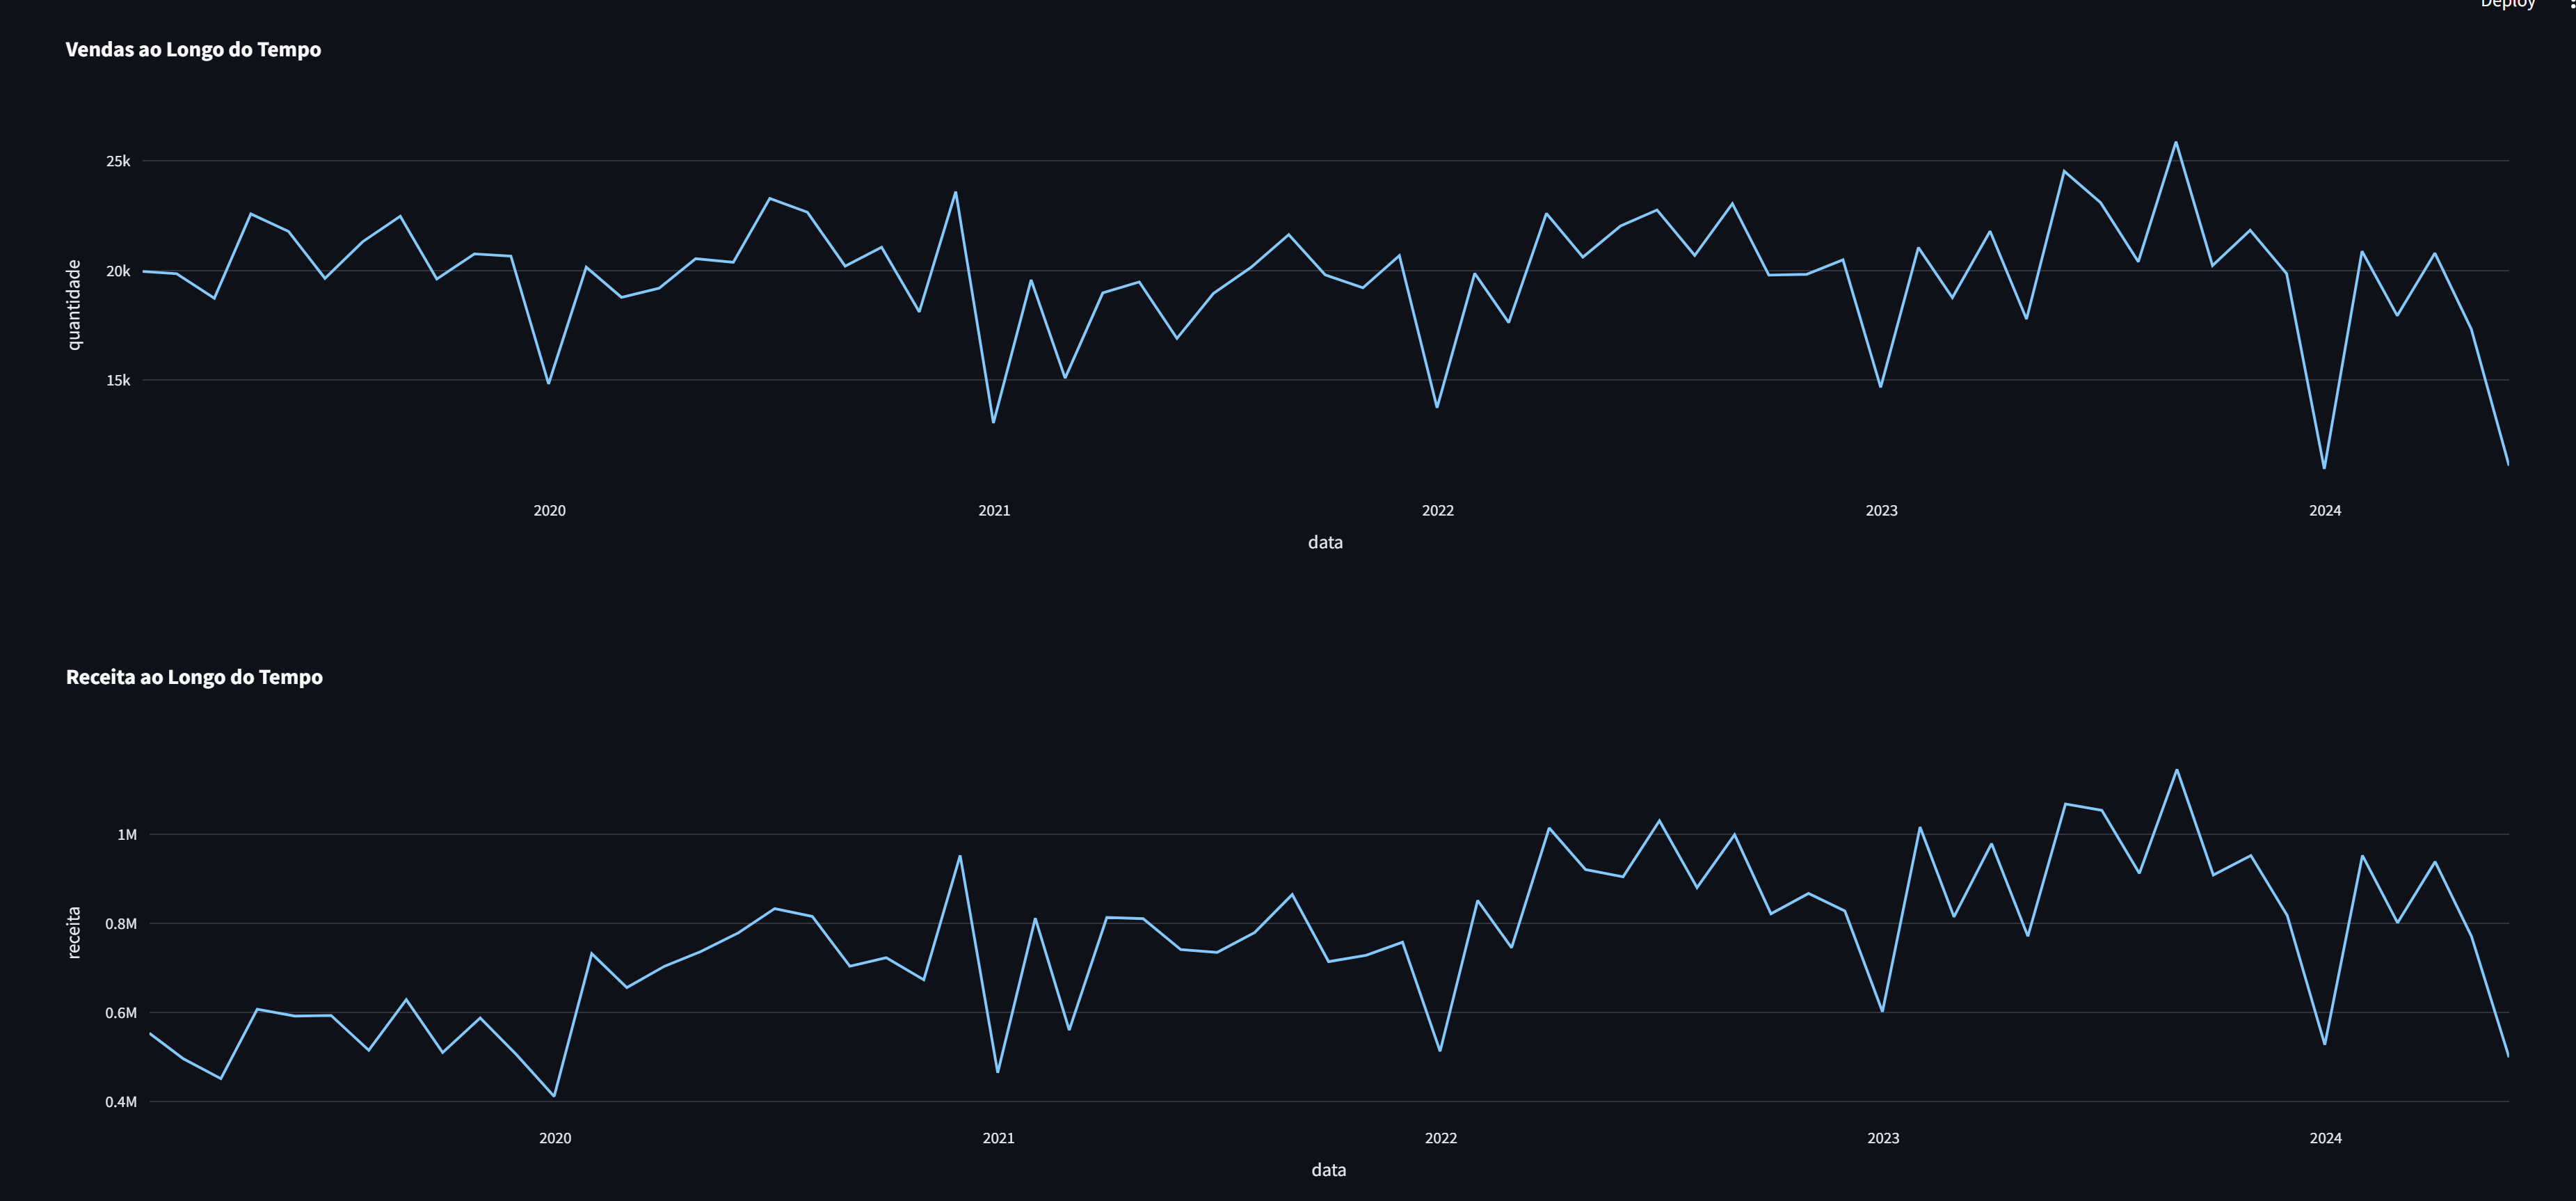 Deploy
Vendas ao Longo do Tempo
25k
20k
15k
quantidade
2020 2021 2022 2023 2024
data
Receita ao Longo do Tempo
1M
0.8M
0.6M
0.4M
receita
2020 2021 2022 2023 2024
data